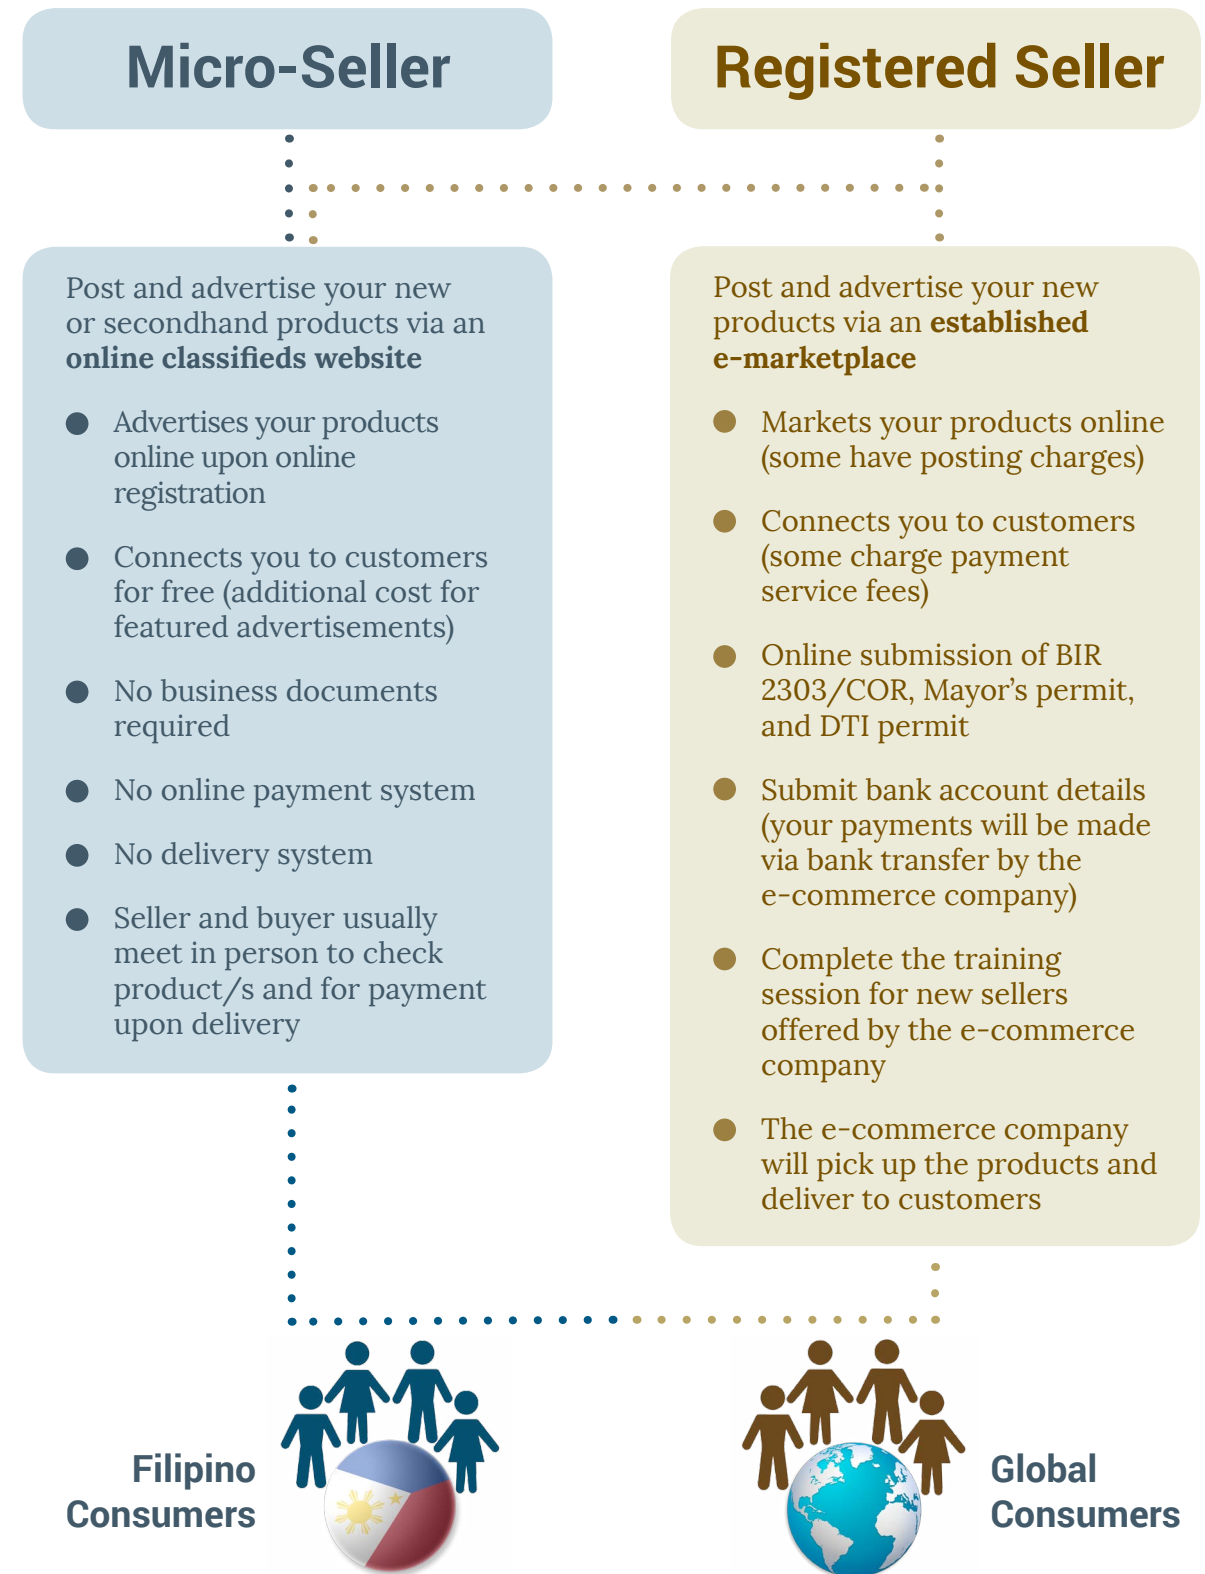 Micro-Seller
Registered Seller
Post and advertise your new
or secondhand products via an
online classifieds website
Advertises your products
online upon online
registration
Connects you to customers
for free (additional cost for
featured advertisements)
No business documents
required
No online payment system
No delivery system
Seller and buyer usually
meet in person to check
product/s and for payment
upon delivery
Post and advertise your new
products via an established
e-marketplace
Markets your products online
(some have posting charges)
Connects you to customers
(some charge payment
service fees)
Online submission of BIR
2303/COR, Mayor’s permit,
and DTI permit
Submit bank account details
(your payments will be made
via bank transfer by the
e-commerce company)
Complete the training
session for new sellers
offered by the e-commerce
company
The e-commerce company
will pick up the products and
deliver to customers
Filipino
Consumers
Global
Consumers